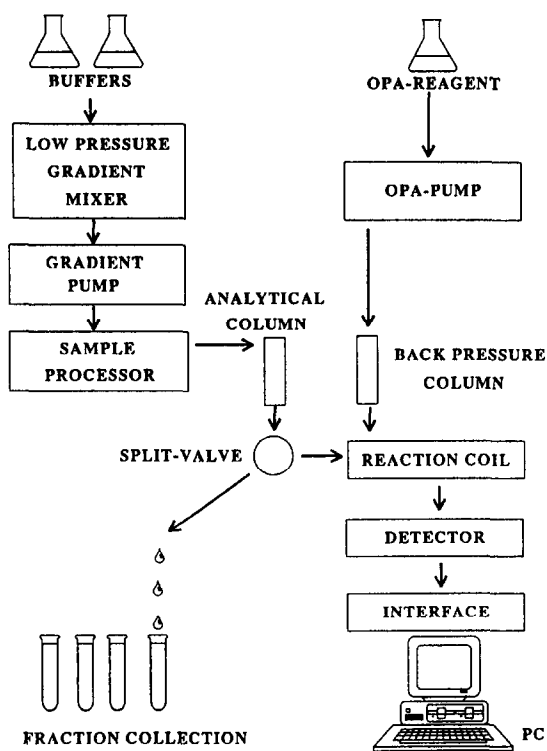 BUFFERS
OPA-REAGENT
LOW PRESSURE
GRADIENT
MIXER
OPA-PUMP
GRADIENT
PUMP
ANALYTICAL
COLUMN
SAMPLE
PROCESSOR
BACK PRESSURE
COLUMN
SPLIT-VALVE
REACTION COIL
DETECTOR
INTERFACE
FRACTION COLLECTION
PC